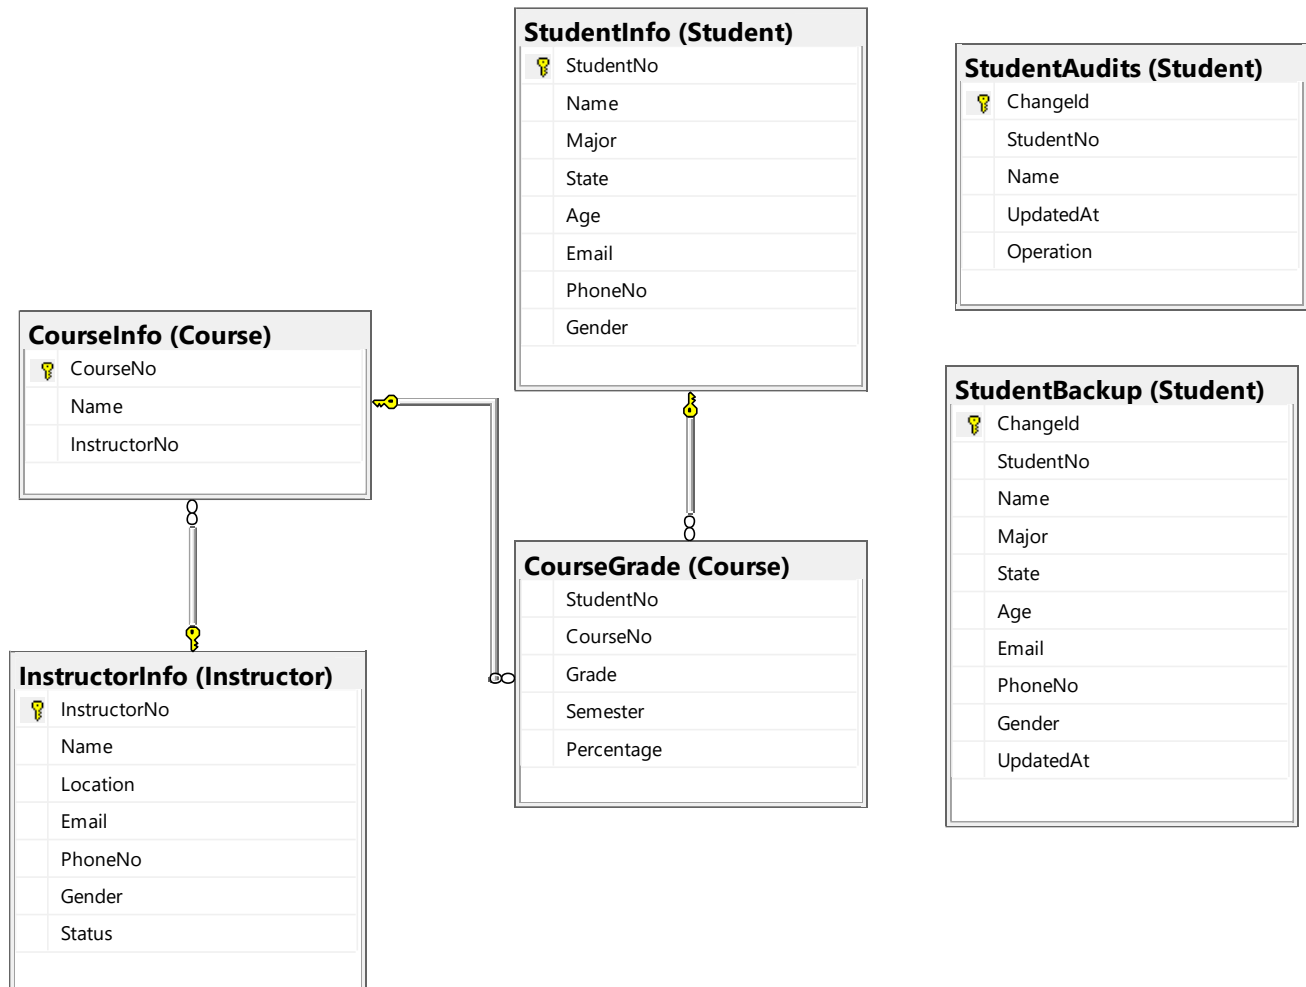 StudentInfo (Student)
StudentNo
Name
Major
State
Age
Email
PhoneNo
Gender
StudentAudits (Student)
ChangeId
StudentNo
Name
UpdatedAt
Operation
CourseInfo (Course)
CourseNo
Name
InstructorNo
StudentBackup (Student)
ChangeId
StudentNo
Name
Major
State
Age
Email
PhoneNo
Gender
UpdatedAt
CourseGrade (Course)
StudentNo
CourseNo
Grade
Semester
Percentage
InstructorInfo (Instructor)
InstructorNo
Name
Location
Email
PhoneNo
Gender
Status